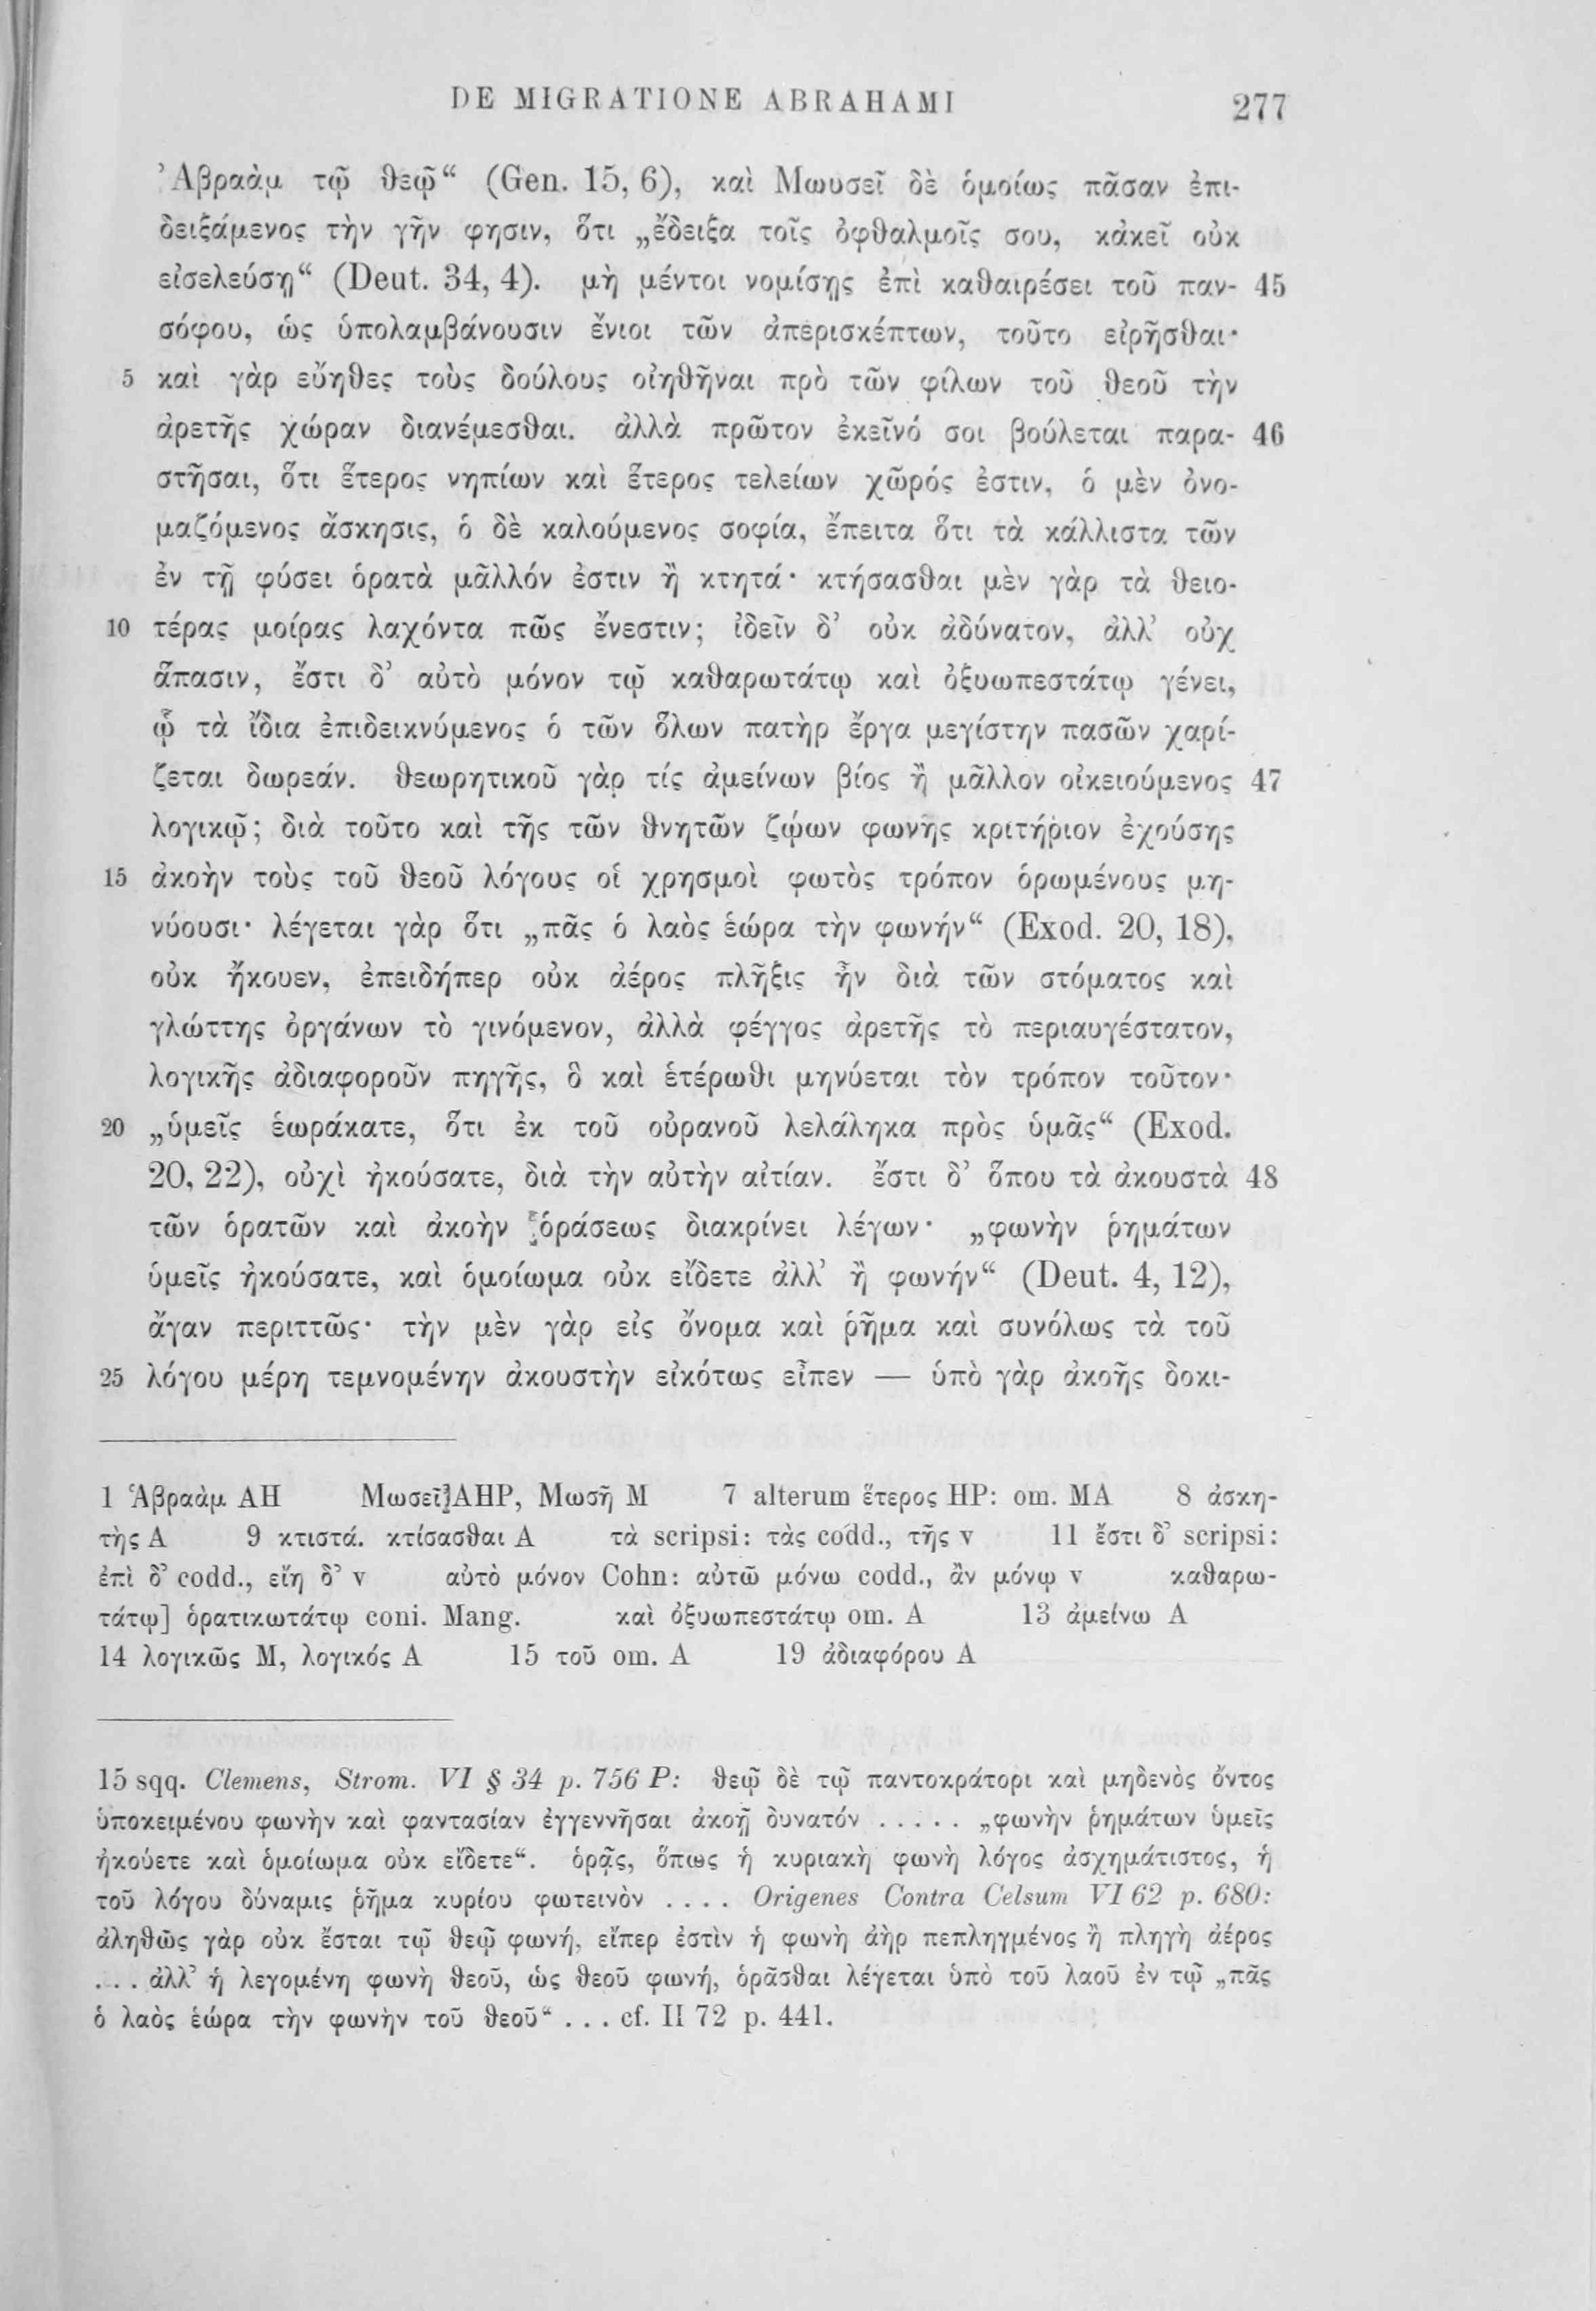 DE MIGRATIONE ABRAHAMI 277
Ἀβραὰμ τῷ θεῷ“ (Gen. 15, 6), καὶ Μωυσεῖ δὲ ὁμοίως πᾶσαν ἐπι-
δειξάμενος τὴν γῆν φησιν, ὅτι „ἔδειξα τοῖς ὀφθαλμοῖς σου, κἀκεῖ οὐκ
εἰσελεύσῃ“ (Deut. 34, 4). μὴ μέντοι νομίσῃς ἐπὶ καθαιρέσει τοῦ παν- 45
σόφου, ὡς ὑπολαμβάνουσιν ἔνιοι τῶν ἀπερισκέπτων, τοῦτο εἰρῆσθαι·
5 καὶ γὰρ εὔηθες τοὺς δούλους οἰηθῆναι πρὸ τῶν φίλων τοῦ θεοῦ τὴν
ἀρετῆς χώραν διανέμεσθαι. ἀλλὰ πρῶτον ἐκεῖνό σοι βούλεται παρα- 46
στῆσαι, ὅτι ἕτερος νηπίων καὶ ἕτερος τελείων χῶρός ἐστιν, ὁ μὲν ὀνο-
μαζόμενος ἄσκησις, ὁ δὲ καλούμενος σοφία, ἔπειτα ὅτι τὰ κάλλιστα τῶν
ἐν τῇ φύσει ὁρατὰ μᾶλλόν ἐστιν ἢ κτητά· κτήσασθαι μὲν γὰρ τὰ θειο-
10 τέρας μοίρας λαχόντα πῶς ἔνεστιν; ἰδεῖν δ’ οὐκ ἀδύνατον, ἀλλ’ οὐχ
ἅπασιν, ἔστι δ’ αὐτὸ μόνον τῷ καθαρωτάτῳ καὶ ὀξυωπεστάτῳ γένει,
ᾧ τὰ ἴδια ἐπιδεικνύμενος ὁ τῶν ὅλων πατὴρ ἔργα μεγίστην πασῶν χαρί-
ζεται δωρεάν. θεωρητικοῦ γὰρ τίς ἀμείνων βίος ἢ μᾶλλον οἰκειούμενος 47
λογικῷ; διὰ τοῦτο καὶ τῆς τῶν θνητῶν ζῴων φωνῆς κριτήριον ἐχούσης
15 ἀκοὴν τοὺς τοῦ θεοῦ λόγους οἱ χρησμοὶ φωτὸς τρόπον ὁρωμένους μη-
νύουσι· λέγεται γὰρ ὅτι „πᾶς ὁ λαὸς ἑώρα τὴν φωνήν“ (Exod. 20, 18),
οὐκ ἤκουεν, ἐπειδήπερ οὐκ ἀέρος πλῆξις ἦν διὰ τῶν στόματος καὶ
γλώττης ὀργάνων τὸ γινόμενον, ἀλλὰ φέγγος ἀρετῆς τὸ περιαυγέστατον,
λογικῆς ἀδιαφοροῦν πηγῆς, ὃ καὶ ἑτέρωθι μηνύεται τὸν τρόπον τοῦτον·
20 „ὑμεῖς ἑωράκατε, ὅτι ἐκ τοῦ οὐρανοῦ λελάληκα πρὸς ὑμᾶς“ (Exod.
20, 22), οὐχὶ ἠκούσατε, διὰ τὴν αὐτὴν αἰτίαν. ἔστι δ’ ὅπου τὰ ἀκουστὰ 48
τῶν ὁρατῶν καὶ ἀκοὴν ὁράσεως διακρίνει λέγων· „φωνὴν ῥημάτων
ὑμεῖς ἠκούσατε, καὶ ὁμοίωμα οὐκ εἴδετε ἀλλ’ ἢ φωνήν“ (Deut. 4, 12),
ἄγαν περιττῶς· τὴν μὲν γὰρ εἰς ὄνομα καὶ ῥῆμα καὶ συνόλως τὰ τοῦ
25 λόγου μέρη τεμνομένην ἀκουστὴν εἰκότως εἶπεν — ὑπὸ γὰρ ἀκοῆς δοκι-
1 Ἁβραὰμ AH Μωσεῖ] AHP, Μωσῆ M 7 alterum ἕτερος HP: om. MA 8 ἀσκη-
τὴς A 9 κτιστά. κτίσασθαι A τὰ scripsi: τὰς codd., τῆς v 11 ἔστι δ’ scripsi:
ἐπὶ δ’ codd., εἴη δ’ v αὐτὸ μόνον Cohn: αὐτῶ μόνω codd., ἂν μόνῳ v καθαρω-
τάτῳ] ὁρατικωτάτῳ coni. Mang. καὶ ὀξυωπεστάτῳ om. A 13 ἀμείνω A
14 λογικῶς M, λογικός A 15 τοῦ om. A 19 ἀδιαφόρου A
15 sqq. Clemens, Strom. VI § 34 p. 756 P: θεῷ δὲ τῷ παντοκράτορι καὶ μηδενὸς ὄντος
ὑποκειμένου φωνὴν καὶ φαντασίαν ἐγγεννῆσαι ἀκοῇ δυνατόν . . . . . „φωνὴν ῥημάτων ὑμεῖς
ἠκούετε καὶ ὁμοίωμα οὐκ εἴδετε“. ὁρᾷς, ὅπως ἡ κυριακὴ φωνὴ λόγος ἀσχημάτιστος, ἡ
τοῦ λόγου δύναμις ῥῆμα κυρίου φωτεινὸν . . . . Origenes Contra Celsum VI 62 p. 680:
ἀληθῶς γὰρ οὐκ ἔσται τῷ θεῷ φωνή, εἴπερ ἐστὶν ἡ φωνὴ ἀὴρ πεπληγμένος ἢ πληγὴ ἀέρος
. . . ἀλλ’ ἡ λεγομένη φωνὴ θεοῦ, ὡς θεοῦ φωνή, ὁρᾶσθαι λέγεται ὑπὸ τοῦ λαοῦ ἐν τῷ „πᾶς
ὁ λαὸς ἑώρα τὴν φωνὴν τοῦ θεοῦ“ . . . cf. II 72 p. 441.